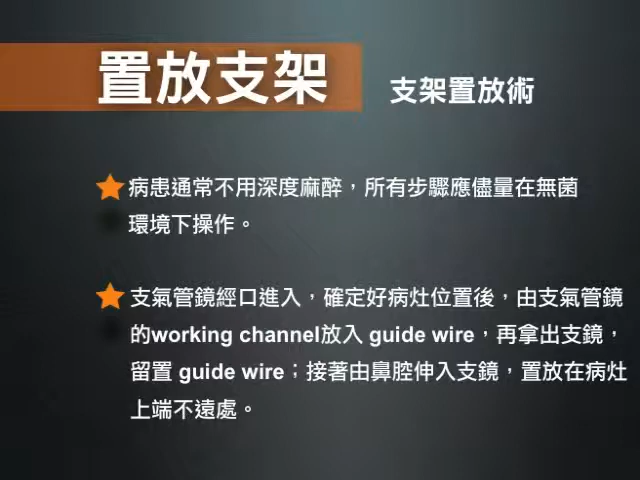 置放支架
支架置放術
病患通常不用深度麻醉，所有步驟應儘量在無菌
環境下操作。
支氣管鏡經口進入，確定好病灶位置後，由支氣管鏡
的working channel放入 guide wire，再拿出支鏡，
留置 guide wire；接著由鼻腔伸入支鏡，置放在病灶
上端不遠處。